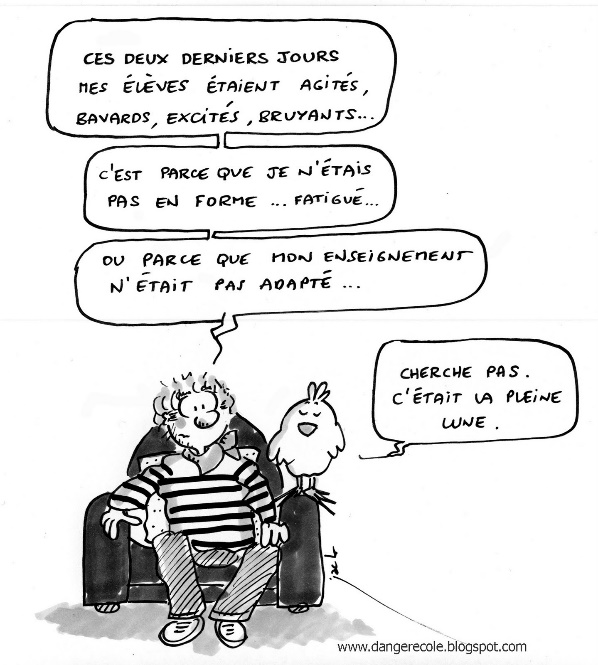 CES DEUX DERNIERS JOURS
MES ÉLÈVES ÉTAIENT AGITÉS,
BAVARDS, EXCITÉS, BRUYANTS...
C'EST PARCE QUE JE N'ÉTAIS
PAS EN FORME ... FATIGUÉ...
OU PARCE QUE MON ENSEIGNEMENT
N'ÉTAIT PAS ADAPTÉ ...
CHERCHE PAS.
C'ÉTAIT LA PLEINE
LUNE.
www.dangerecole.blogspot.com